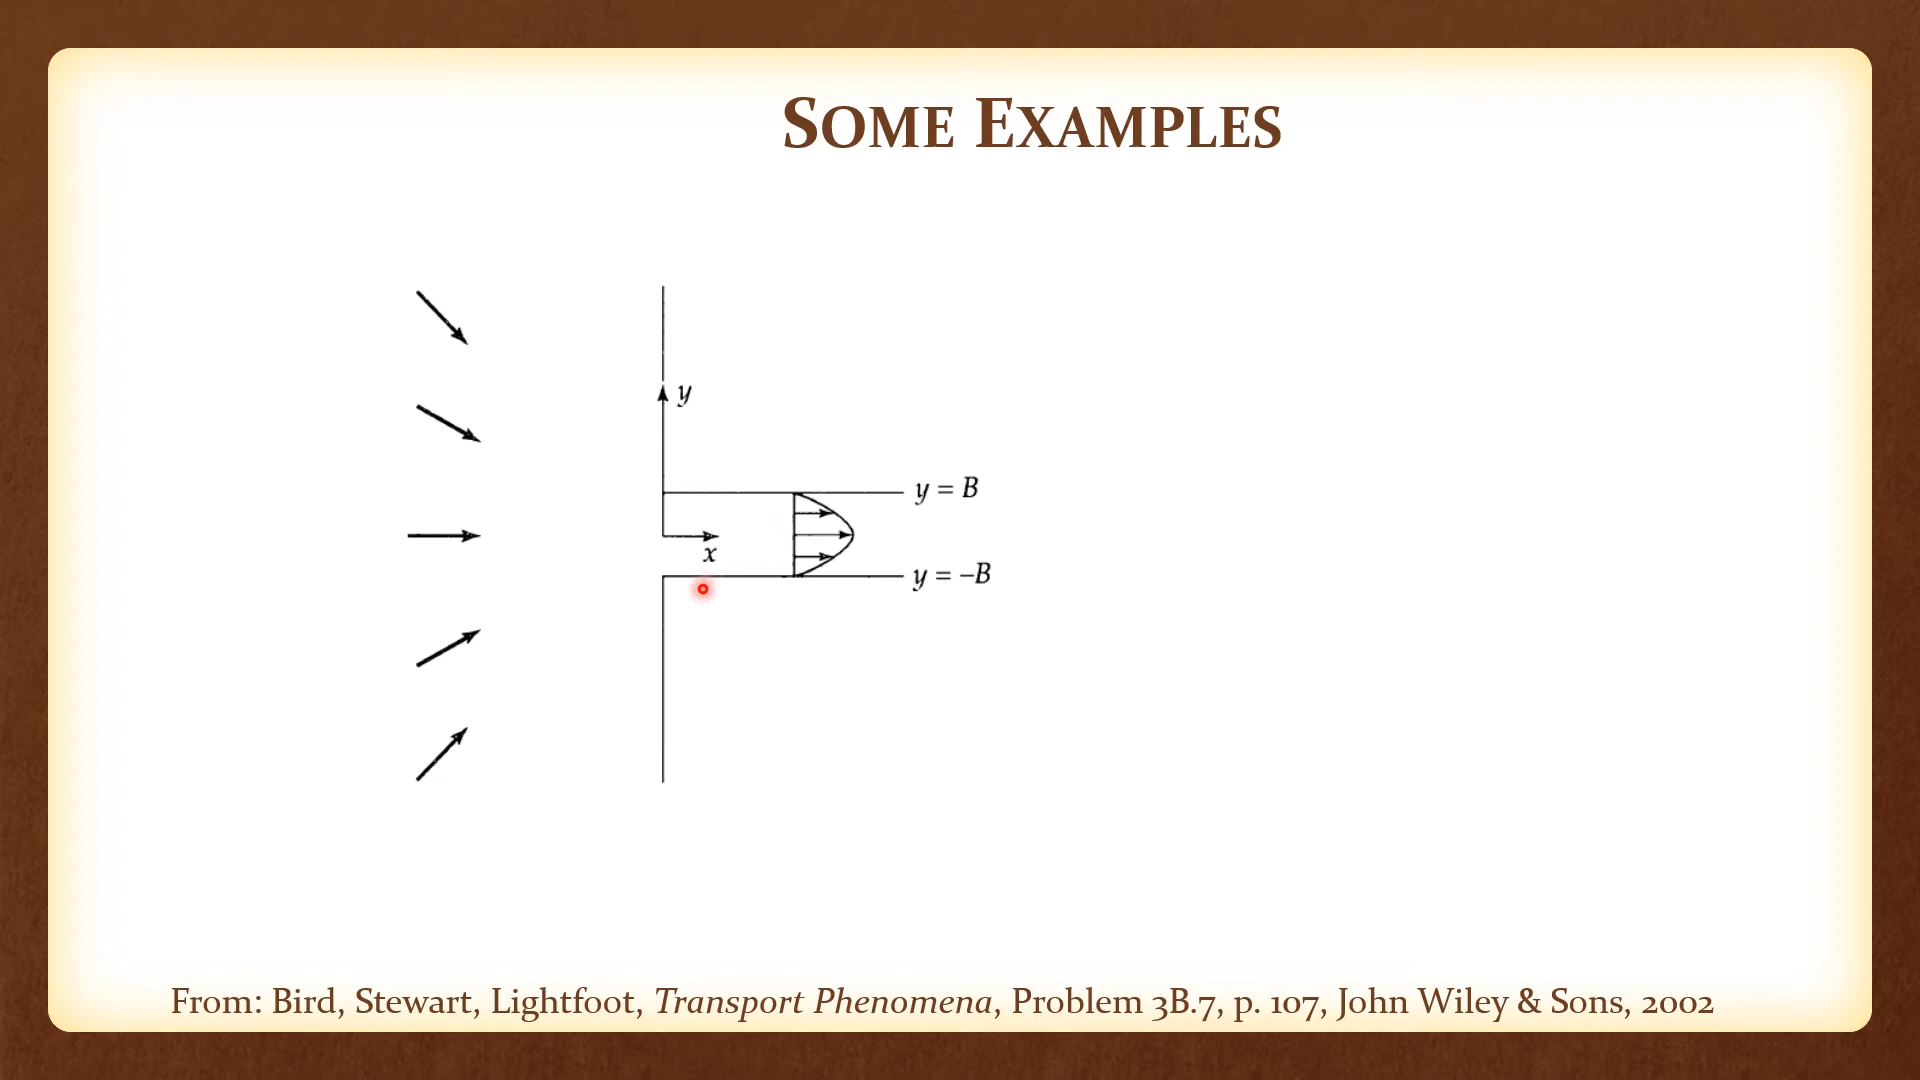 SOME EXAMPLES
y
y = B
x
y = –B
From: Bird, Stewart, Lightfoot, Transport Phenomena, Problem 3B.7, p. 107, John Wiley & Sons, 2002